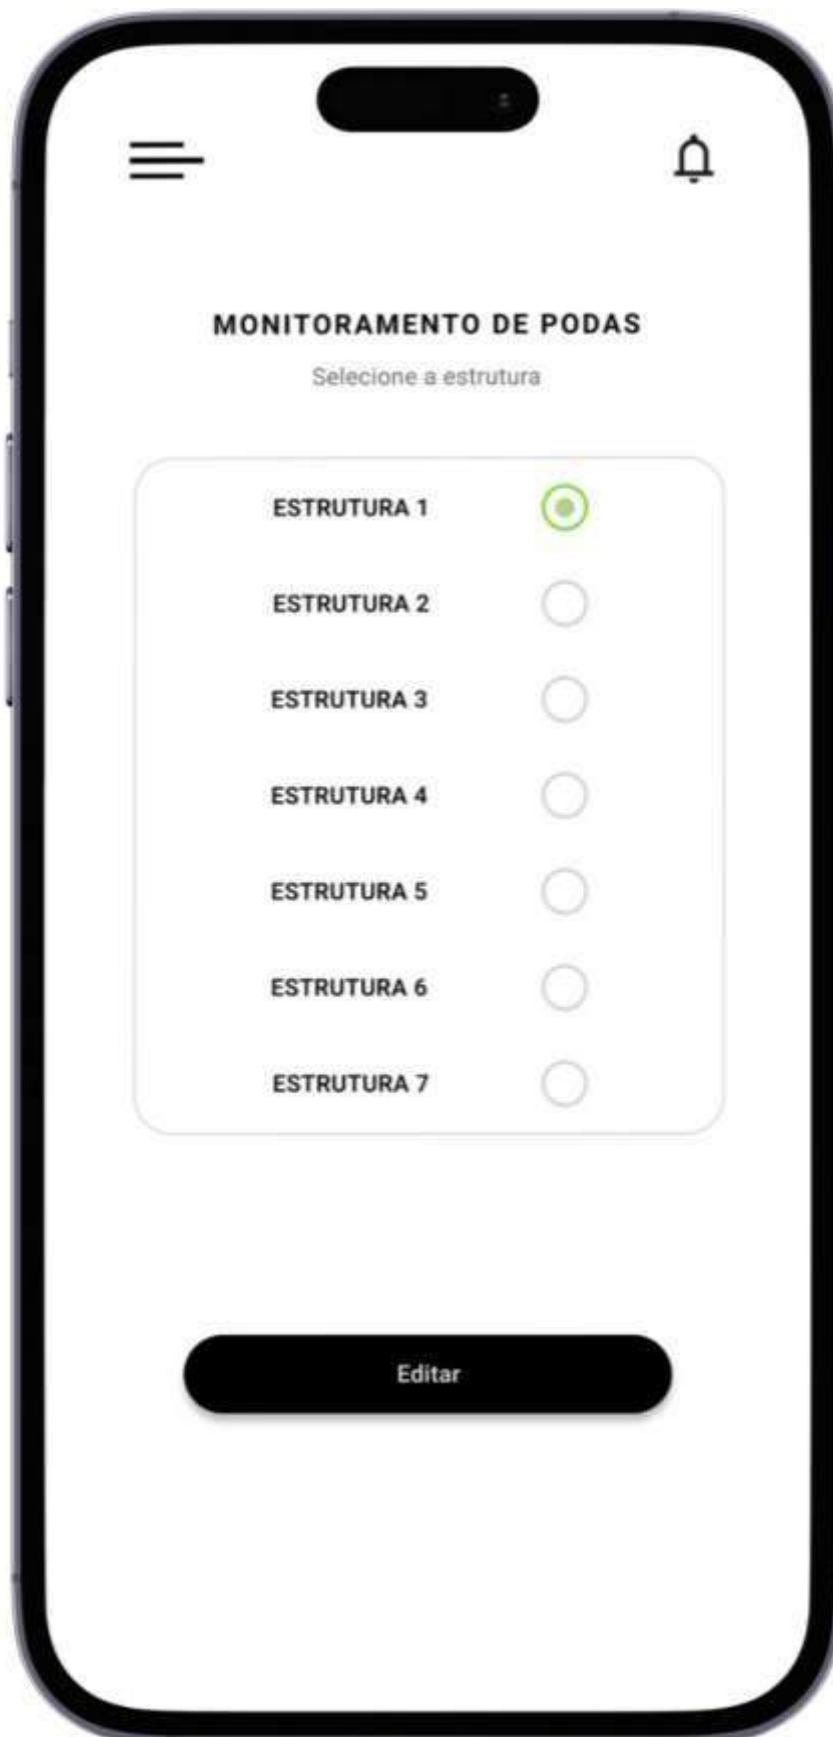 MONITORAMENTO DE PODAS
Selecione a estrutura
ESTRUTURA 1
ESTRUTURA 2
ESTRUTURA 3
ESTRUTURA 4
ESTRUTURA 5
ESTRUTURA 6
ESTRUTURA 7
Editar